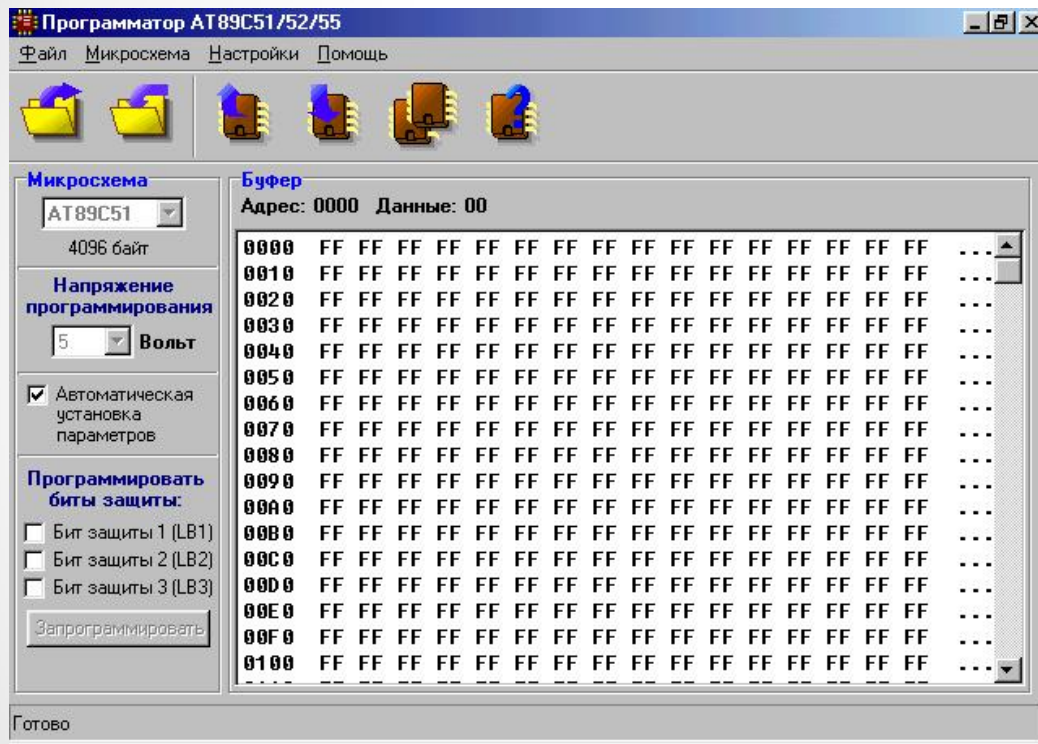 Программатор AT89C51/52/55
Файл Микросхема Настройки Помощь
Микросхема
AT89C51
4096 байт
Напряжение
программирования
5 Вольт
Автоматическая
установка
параметров
Программировать
биты защиты:
Бит защиты 1 (LB1)
Бит защиты 2 (LB2)
Бит защиты 3 (LB3)
Запрограммировать
Буфер
Адрес: 0000 Данные: 00
0000 FF FF FF FF FF FF FF FF FF FF FF FF FF FF FF FF ...
0010 FF FF FF FF FF FF FF FF FF FF FF FF FF FF FF FF ...
0020 FF FF FF FF FF FF FF FF FF FF FF FF FF FF FF FF ...
0030 FF FF FF FF FF FF FF FF FF FF FF FF FF FF FF FF ...
0040 FF FF FF FF FF FF FF FF FF FF FF FF FF FF FF FF ...
0050 FF FF FF FF FF FF FF FF FF FF FF FF FF FF FF FF ...
0060 FF FF FF FF FF FF FF FF FF FF FF FF FF FF FF FF ...
0070 FF FF FF FF FF FF FF FF FF FF FF FF FF FF FF FF ...
0080 FF FF FF FF FF FF FF FF FF FF FF FF FF FF FF FF ...
0090 FF FF FF FF FF FF FF FF FF FF FF FF FF FF FF FF ...
00A0 FF FF FF FF FF FF FF FF FF FF FF FF FF FF FF FF ...
00B0 FF FF FF FF FF FF FF FF FF FF FF FF FF FF FF FF ...
00C0 FF FF FF FF FF FF FF FF FF FF FF FF FF FF FF FF ...
00D0 FF FF FF FF FF FF FF FF FF FF FF FF FF FF FF FF ...
00E0 FF FF FF FF FF FF FF FF FF FF FF FF FF FF FF FF ...
00F0 FF FF FF FF FF FF FF FF FF FF FF FF FF FF FF FF ...
0100 FF FF FF FF FF FF FF FF FF FF FF FF FF FF FF FF ...
Готово